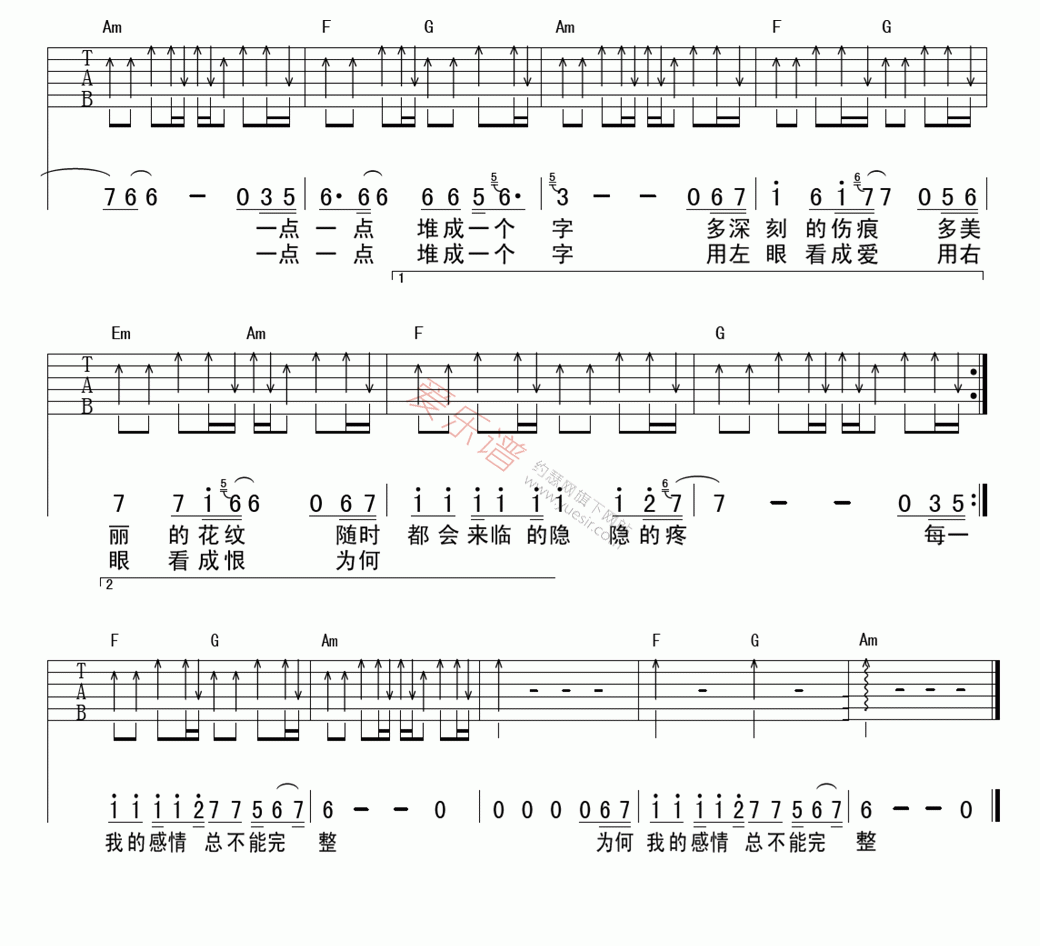 Am F G Am F G
T
A
B
7 6 6 － 0 3 5 6· 6 6 6 6 5 5 6· 5 3 － － 0 6 7 i 6 i 6 7 7 0 5 6
一点 一 点 堆成一个 字 多深 刻 的伤痕 多美
一点 一 点 堆成一个 字 用左 眼 看成爱 用右
1
Em Am F G
T
A
B
7 7 i 5 6 6 0 6 7 i i i i i i i 2 6 7 7 － － 0 3 5
丽 的花纹 随时 都会来临的隐 隐的疼 每一
眼 看成恨 为何
2
爱乐谱
约瑟网旗下网站
www.yuesir.com
F G Am F G Am
T
A
B
i i i i 2 7 7 5 6 7 6 － － 0 0 0 0 0 6 7 i i i i 2 7 7 5 6 7 6 － － 0
我的感情 总不能完 整 为何 我的感情 总不能完 整